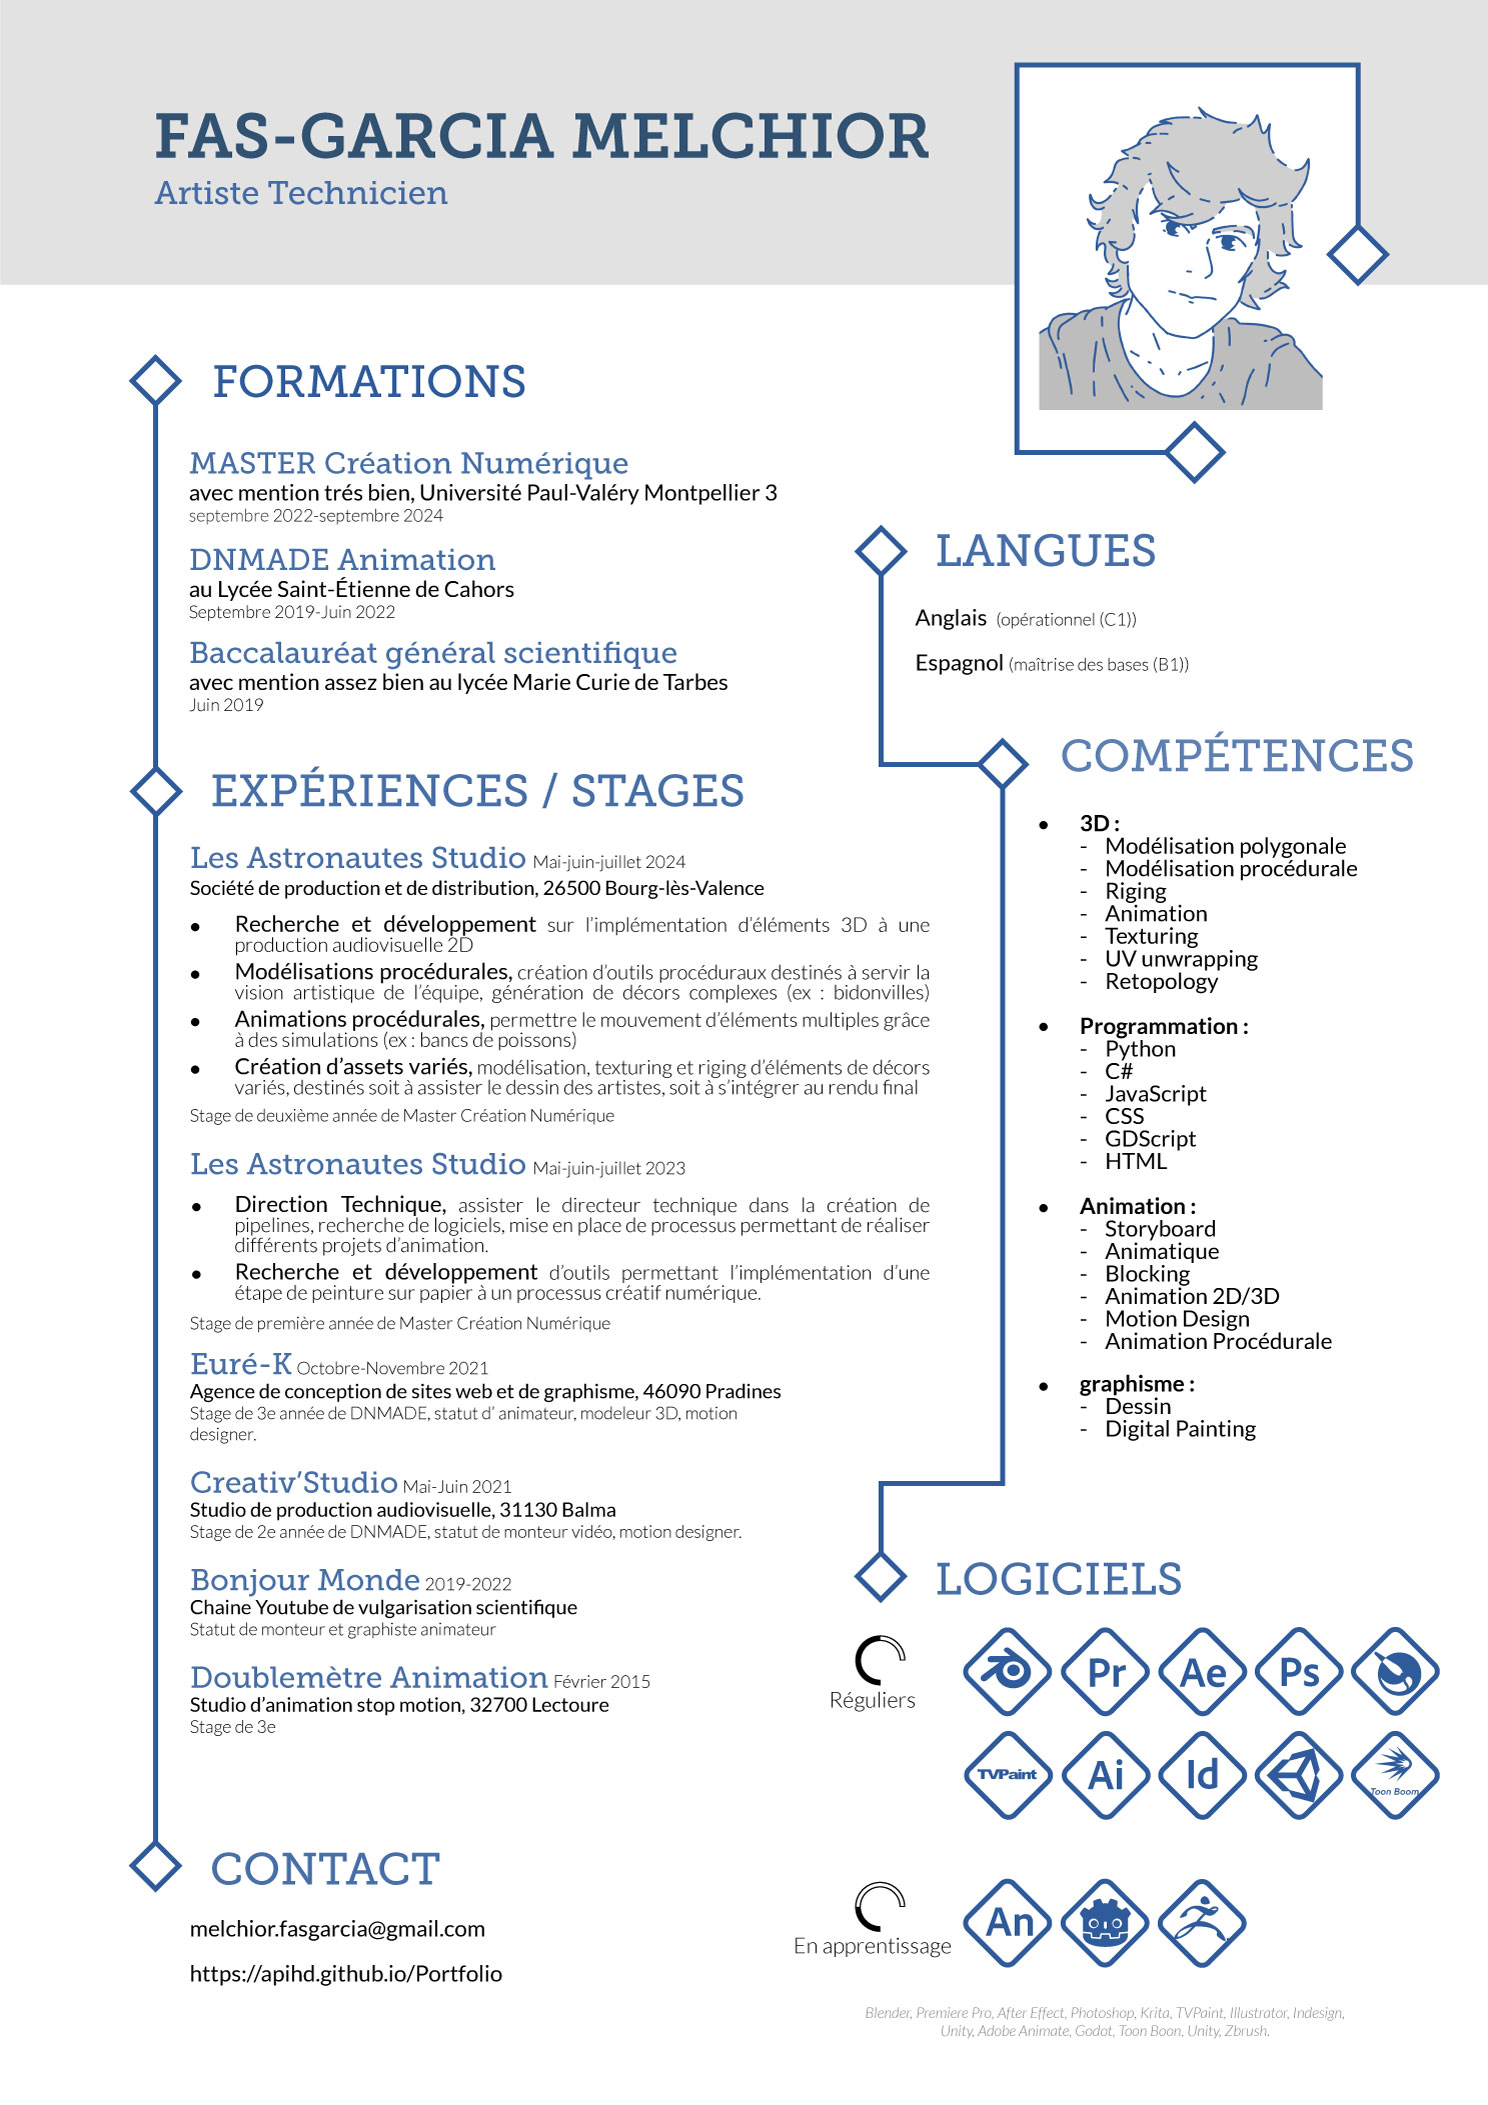 FAS-GARCIA MELCHIOR
Artiste Technicien
FORMATIONS
MASTER Création Numérique
avec mention trés bien, Université Paul-Valéry Montpellier 3
septembre 2022-septembre 2024
DNMADE Animation
au Lycée Saint-Étienne de Cahors
Septembre 2019-Juin 2022
Baccalauréat général scientifique
avec mention assez bien au lycée Marie Curie de Tarbes
Juin 2019
EXPÉRIENCES / STAGES
Les Astronautes Studio Mai-juin-juillet 2024
Société de production et de distribution, 26500 Bourg-lès-Valence
• Recherche et développement sur l'implémentation d'éléments 3D à une
production audiovisuelle 2D
• Modélisations procédurales, création d'outils procéduraux destinés à servir la
vision artistique de l'équipe, génération de décors complexes (ex : bidonvilles)
• Animations procédurales, permettre le mouvement d'éléments multiples grâce
à des simulations (ex : bancs de poissons)
• Création d'assets variés, modélisation, texturing et riging d'éléments de décors
variés, destinés soit à assister le dessin des artistes, soit à s'intégrer au rendu final
Stage de deuxième année de Master Création Numérique
Les Astronautes Studio Mai-juin-juillet 2023
• Direction Technique, assister le directeur technique dans la création de
pipelines, recherche de logiciels, mise en place de processus permettant de réaliser
différents projets d'animation.
• Recherche et développement d'outils permettant l'implémentation d'une
étape de peinture sur papier à un processus créatif numérique.
Stage de première année de Master Création Numérique
Euré-K Octobre-Novembre 2021
Agence de conception de sites web et de graphisme, 46090 Pradines
Stage de 3e année de DNMADE, statut d' animateur, modeleur 3D, motion
designer.
Creativ'Studio Mai-Juin 2021
Studio de production audiovisuelle, 31130 Balma
Stage de 2e année de DNMADE, statut de monteur vidéo, motion designer.
Bonjour Monde 2019-2022
Chaine Youtube de vulgarisation scientifique
Statut de monteur et graphiste animateur
Doublemètre Animation Février 2015
Studio d'animation stop motion, 32700 Lectoure
Stage de 3e
CONTACT
melchior.fasgarcia@gmail.com
https://apihd.github.io/Portfolio
LANGUES
Anglais (opérationnel (C1))
Espagnol (maîtrise des bases (B1))
COMPÉTENCES
• 3D :
- Modélisation polygonale
- Modélisation procédurale
- Riging
- Animation
- Texturing
- UV unwrapping
- Retopology
• Programmation :
- Python
- C#
- JavaScript
- CSS
- GDScript
- HTML
• Animation :
- Storyboard
- Animatique
- Blocking
- Animation 2D/3D
- Motion Design
- Animation Procédurale
• graphisme :
- Dessin
- Digital Painting
LOGICIELS
Réguliers
Pr Ae Ps
TVPaint Ai Id Toon Boom
En apprentissage
An
Blender, Premiere Pro, After Effect, Photoshop, Krita, TVPaint, Illustrator, Indesign,
Unity, Adobe Animate, Godot, Toon Boon, Unity, Zbrush.